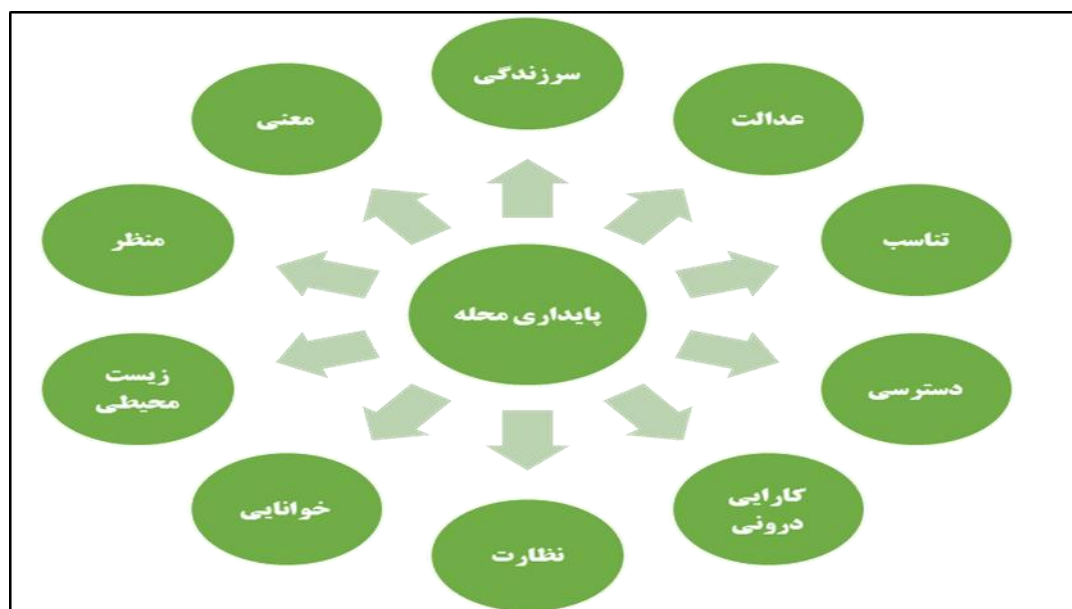 سرزندگی
عدالت
تناسب
دسترسی
کارایی
درونی
نظارت
خوانایی
زیست
محیطی
منظر
معنی
پایداری محله